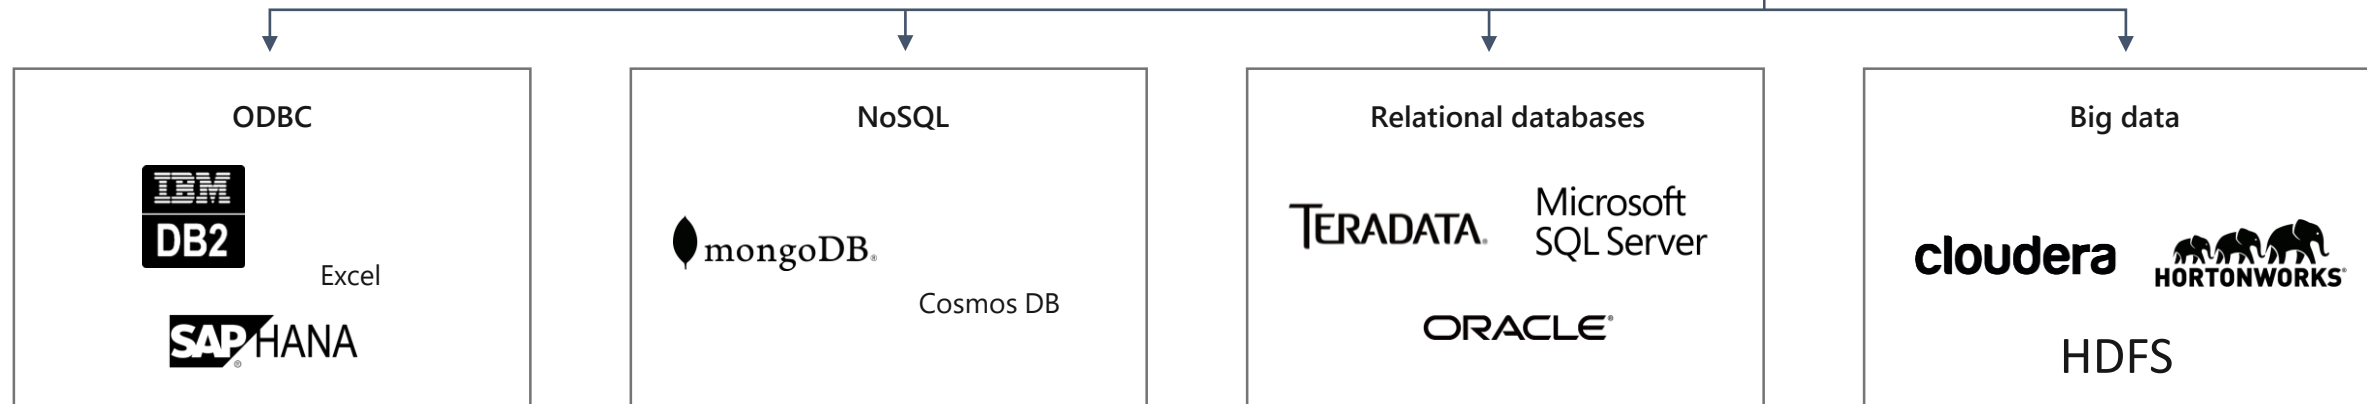 ODBC
IBM
DB2
Excel
SAP® HANA
NoSQL
mongoDB®
Cosmos DB
Relational databases
TERADATA®
Microsoft
SQL Server
ORACLE®
Big data
cloudera
HORTONWORKS®
HDFS